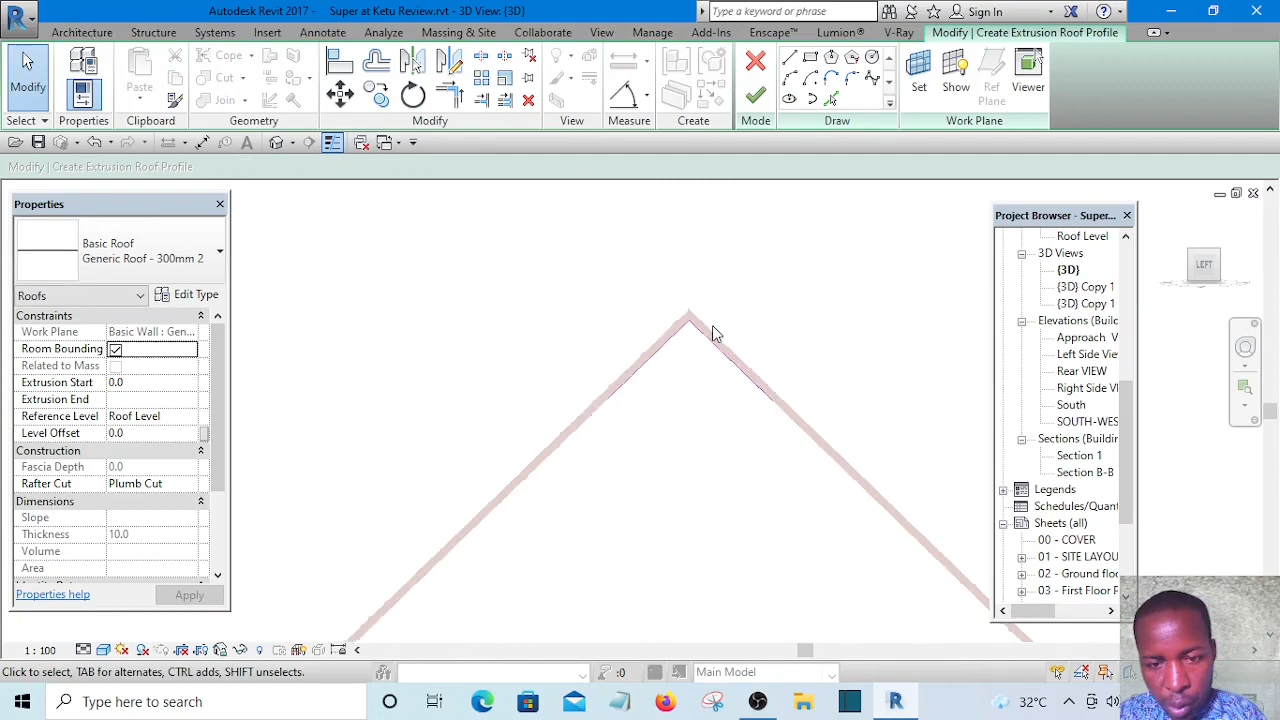 Autodesk Revit 2017 - Super at Ketu Review.rvt - 3D View: {3D}
Type a keyword or phrase
Sign In
Architecture Structure Systems Insert Annotate Analyze Massing & Site Collaborate View Manage Add-Ins Enscape™ Lumion® V-Ray Modify | Create Extrusion Roof Profile
Modify
Properties
Paste
Cope
Cut
Join
Set
Show
Ref
Plane
Viewer
Select
Properties
Clipboard
Geometry
Modify
View
Measure
Create
Mode
Draw
Work Plane
Modify | Create Extrusion Roof Profile
Properties
Basic Roof
Generic Roof - 300mm 2
Roofs
Edit Type
Constraints
Work Plane Basic Wall : Gen...
Room Bounding
Related to Mass
Extrusion Start 0.0
Extrusion End
Reference Level Roof Level
Level Offset 0.0
Construction
Fascia Depth 0.0
Rafter Cut Plumb Cut
Dimensions
Slope
Thickness 10.0
Volume
Area
Properties help
Apply
Project Browser - Super...
Roof Level
3D Views
{3D}
{3D} Copy 1
{3D} Copy 1
Elevations (Build
Approach V
Left Side Vi
Rear VIEW
Right Side V
South
SOUTH-WES
Sections (Buildin
Section 1
Section B-B
Legends
Schedules/Quant
Sheets (all)
00 - COVER
01 - SITE LAYOU
02 - Ground floo
03 - First Floor P
LEFT
1 : 100
Click to select, TAB for alternates, CTRL adds, SHIFT unselects.
:0
Main Model
Type here to search
32°C